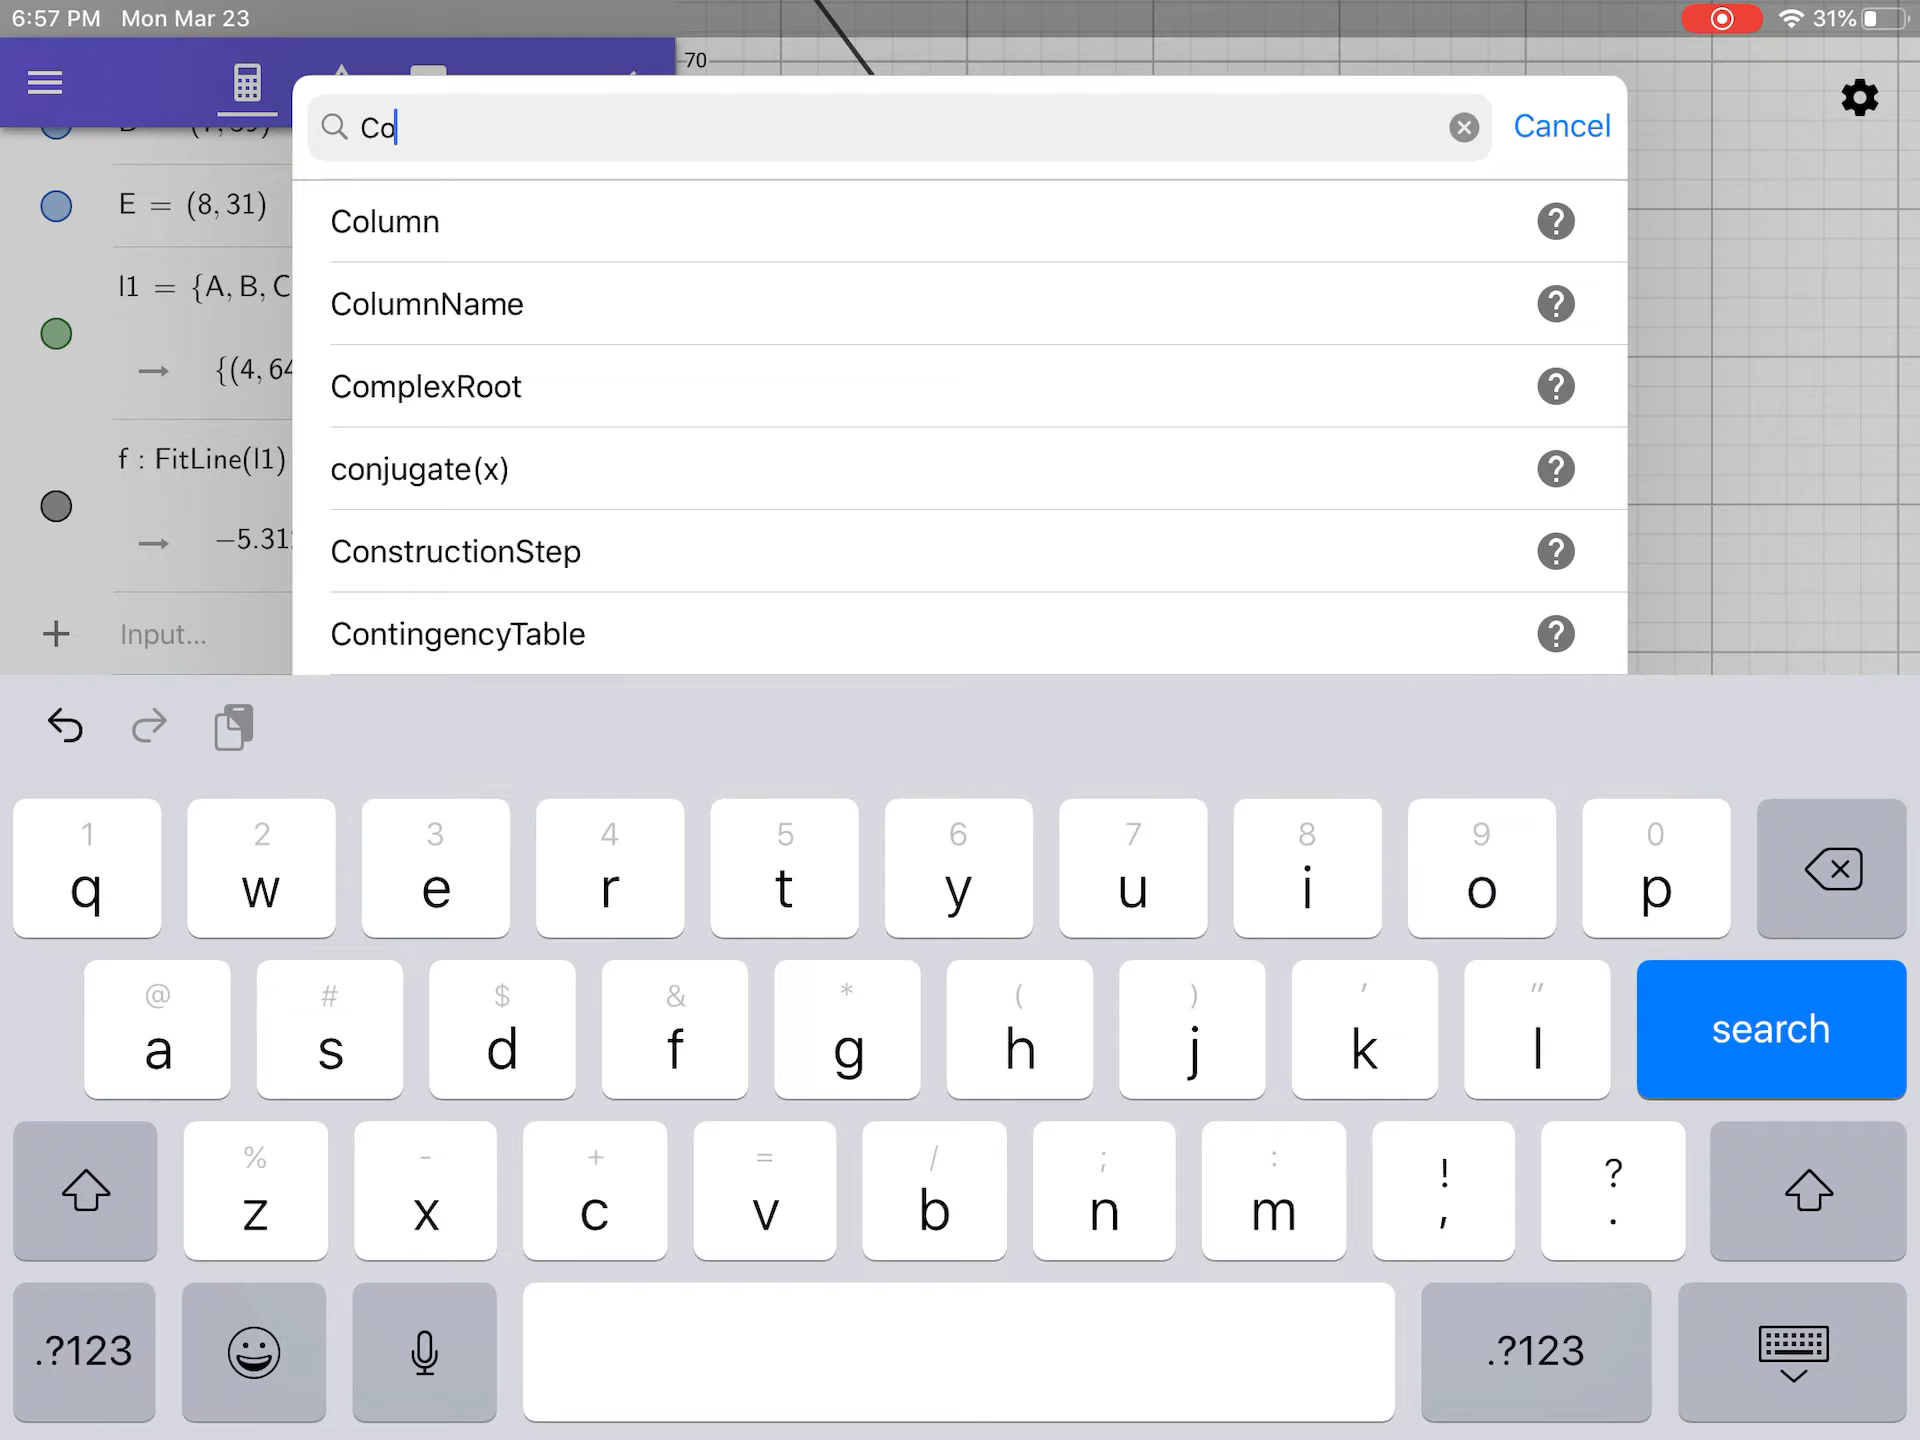 6:57 PM Mon Mar 23
31%
70
Co
Cancel
E = (8, 31)
l1 = {A, B, C
→ {(4, 64
f : FitLine(l1)
→ −5.31
+ Input...
Column ?
ColumnName ?
ComplexRoot ?
conjugate(x) ?
ConstructionStep ?
ContingencyTable ?
1 2 3 4 5 6 7 8 9 0
q w e r t y u i o p
@ # $ & * ( ) ' "
a s d f g h j k l search
% - + = / ; : ! ?
z x c v b n m , .
.?123 .?123